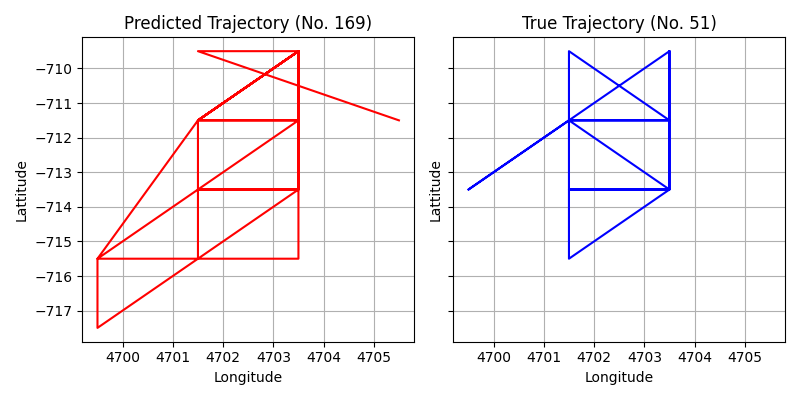 Predicted Trajectory (No. 169)
Lattitude
−710
−711
−712
−713
−714
−715
−716
−717
4700 4701 4702 4703 4704 4705
Longitude
True Trajectory (No. 51)
Lattitude
4700 4701 4702 4703 4704 4705
Longitude